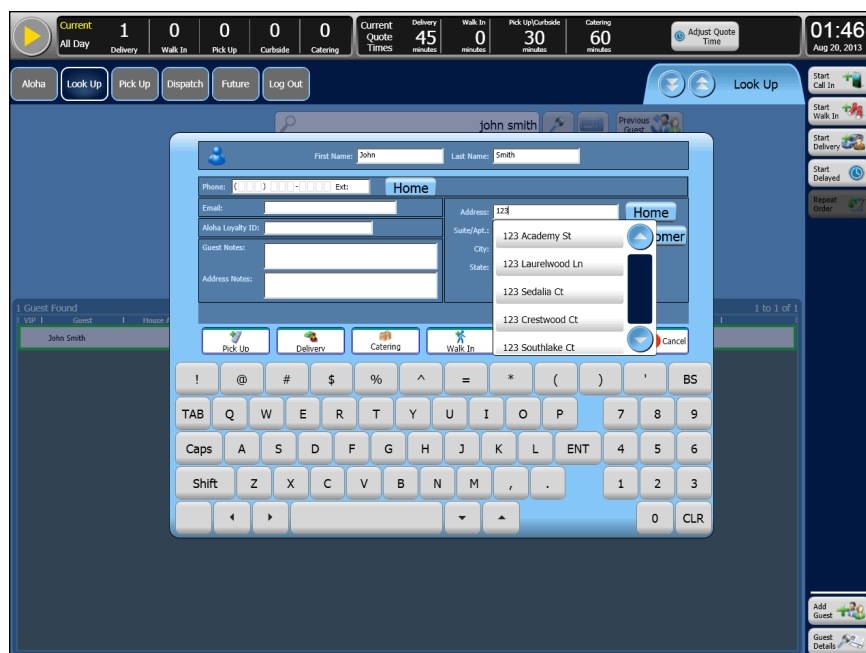 Current 1 0 0 0 0 Current Delivery Walk In Pick Up\Curbside Catering
All Day Delivery Walk In Pick Up Curbside Catering Quote Times 45 0 30 60 Adjust Quote Time 01:46
minutes minutes minutes minutes Aug 20, 2013
Aloha Look Up Pick Up Dispatch Future Log Out Look Up
Start Call In
Start Walk In
Start Delivery
Start Delayed
Repeat Order
john smith Previous Guest
First Name: John Last Name: Smith
Phone: ( ) - Ext: Home
Email:
Aloha Loyalty ID:
Guest Notes:
Address Notes:
Address: 123 Home
Suite/Apt.:
City:
State:
123 Academy St
123 Laurelwood Ln
123 Sedalia Ct
123 Crestwood Ct
123 Southlake Ct
1 Guest Found 1 to 1 of 1
VIP Guest House
John Smith
Pick Up Delivery Catering Walk In Cancel
! @ # $ % ^ = * ( ) ' BS
TAB Q W E R T Y U I O P 7 8 9
Caps A S D F G H J K L ENT 4 5 6
Shift Z X C V B N M , . 1 2 3
0 CLR
Add Guest
Guest Details